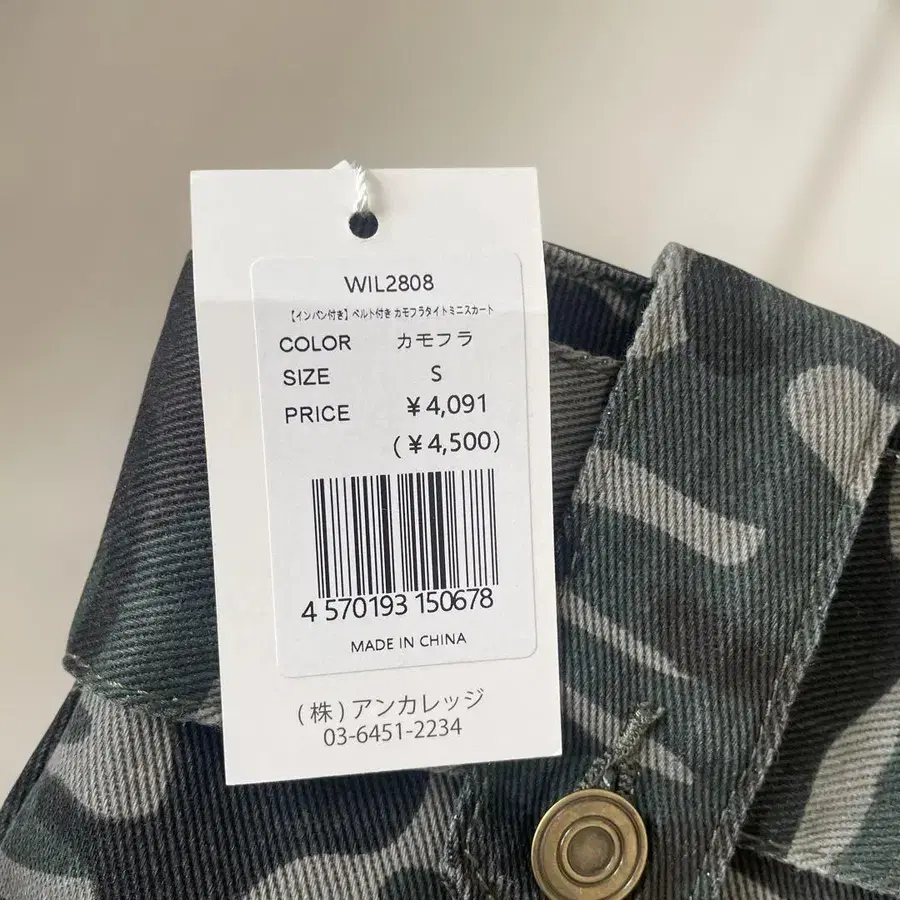 WIL2808
【インパン付き】ベルト付き カモフラタイトミニスカート
COLOR カモフラ
SIZE S
PRICE ¥4,091
(¥4,500)
4 570193 150678
MADE IN CHINA
(株)アンカレッジ
03-6451-2234